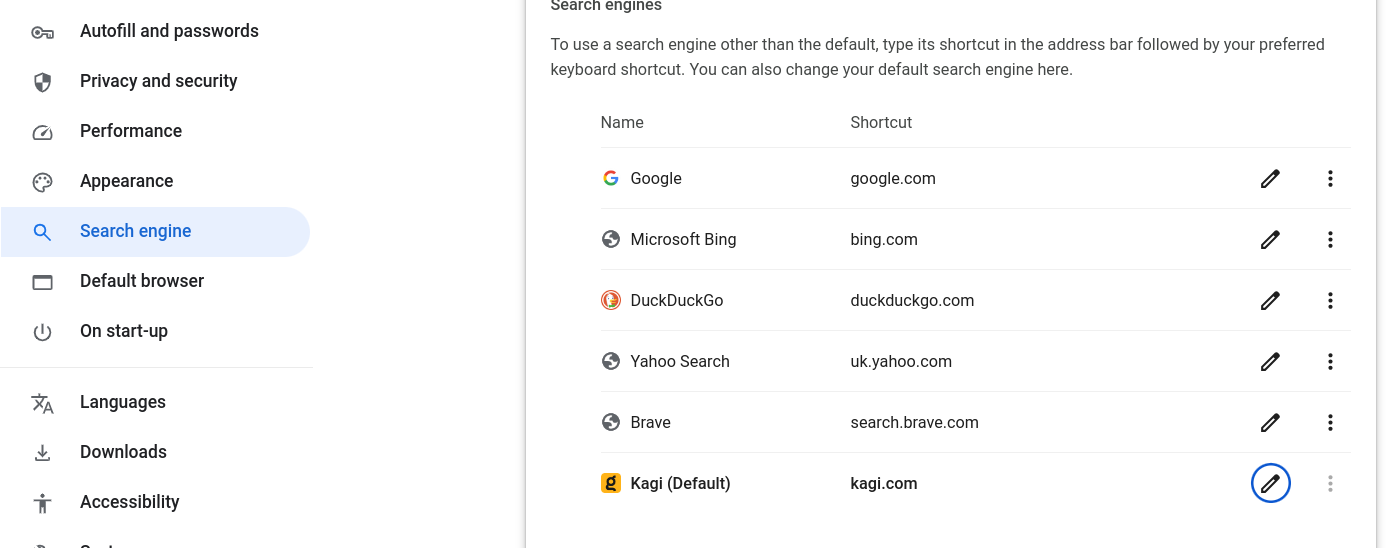 Autofill and passwords
Privacy and security
Performance
Appearance
Search engine
Default browser
On start-up
Languages
Downloads
Accessibility
Search engines
To use a search engine other than the default, type its shortcut in the address bar followed by your preferred
keyboard shortcut. You can also change your default search engine here.
Name Shortcut
Google google.com
Microsoft Bing bing.com
DuckDuckGo duckduckgo.com
Yahoo Search uk.yahoo.com
Brave search.brave.com
Kagi (Default) kagi.com